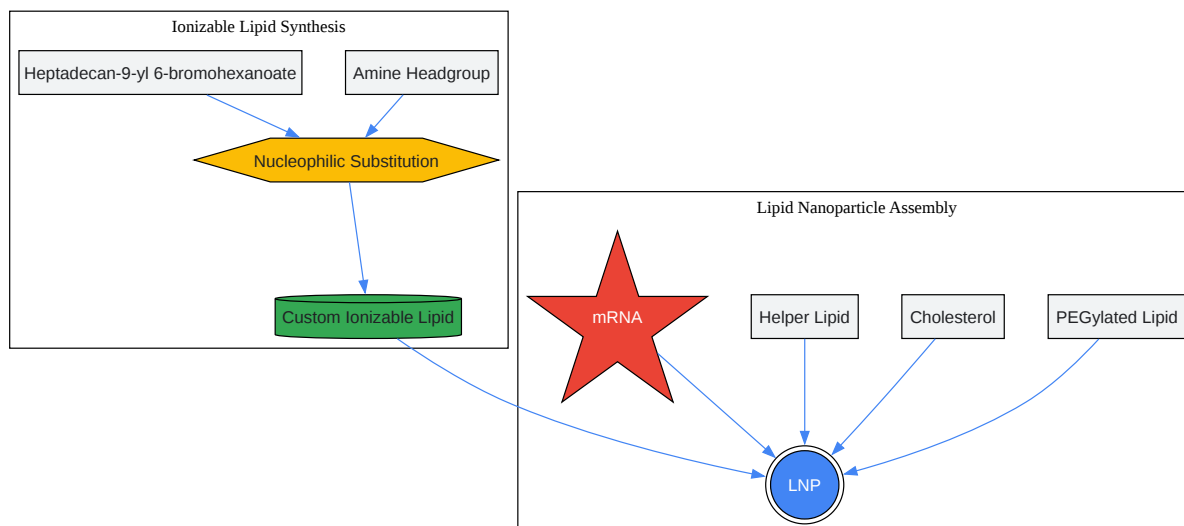 Ionizable Lipid Synthesis
Heptadecan-9-yl 6-bromohexanoate
Amine Headgroup
Nucleophilic Substitution
Custom Ionizable Lipid
Lipid Nanoparticle Assembly
mRNA
Helper Lipid
Cholesterol
PEGylated Lipid
LNP